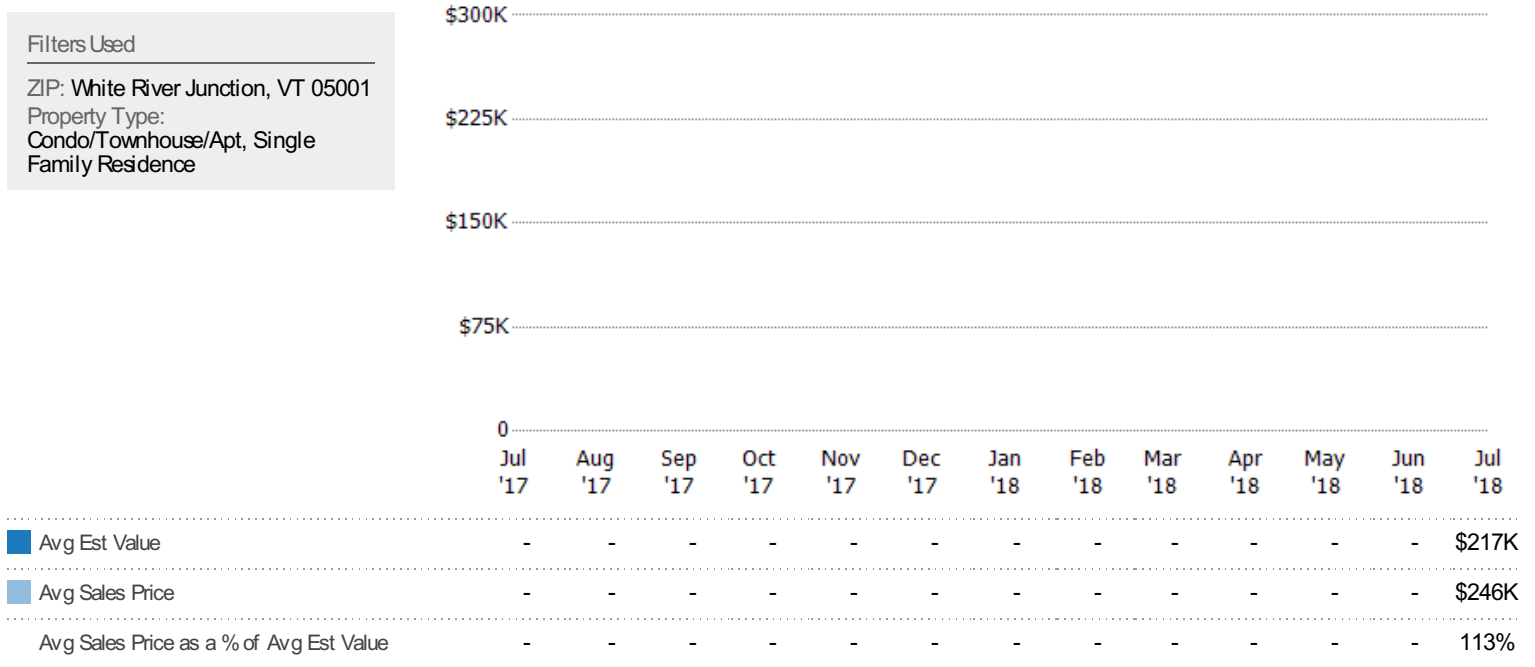 Filters Used
ZIP: White River Junction, VT 05001
Property Type:
Condo/Townhouse/Apt, Single
Family Residence
$300K
$225K
$150K
$75K
0
Jul Aug Sep Oct Nov Dec Jan Feb Mar Apr May Jun Jul
'17 '17 '17 '17 '17 '17 '18 '18 '18 '18 '18 '18 '18
Avg Est Value - - - - - - - - - - - - $217K
Avg Sales Price - - - - - - - - - - - - $246K
Avg Sales Price as a % of Avg Est Value - - - - - - - - - - - - 113%